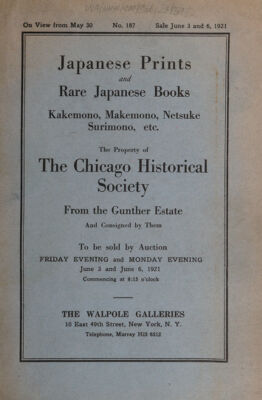 On View from May 30 No. 187 Sale June 3 and 6, 1921
Japanese Prints
and
Rare Japanese Books
Kakemono, Makemono, Netsuke
Surimono, etc.
The Property of
The Chicago Historical
Society
From the Gunther Estate
And Consigned by Them
To be sold by Auction
FRIDAY EVENING and MONDAY EVENING
June 3 and June 6, 1921
Commencing at 8:15 o'clock
THE WALPOLE GALLERIES
10 East 49th Street, New York, N. Y.
Telephone, Murray Hill 6512